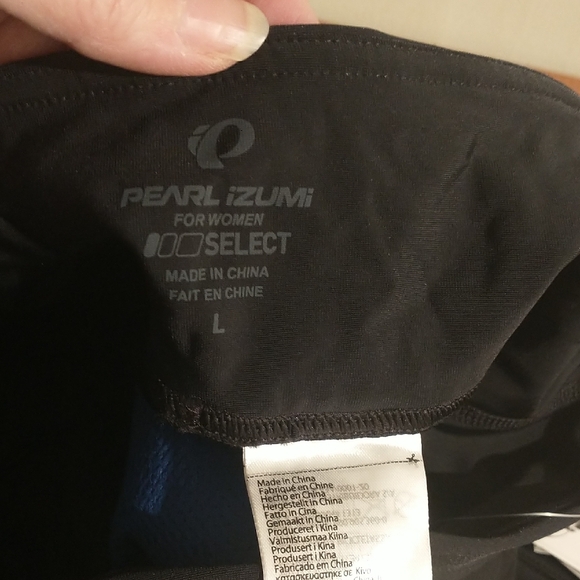 PEARL iZUMi
FOR WOMEN
SELECT
MADE IN CHINA
FAIT EN CHINE
L
Made in China
Fabriqué en Chine
Hecho en China
Hergestellt in China
Fatto in Cina
Gemaakt in China
Produceret i Kina
Valmistusmaa Kiina
Produsert i Kina
Producerad i Kina
Fabricado em China